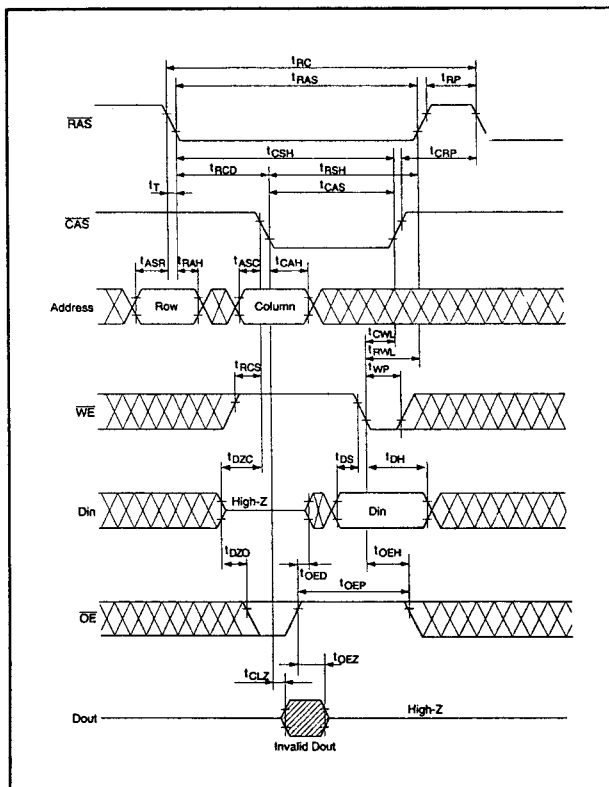 tRC
tRAS
tRP
RAS
tCSH
tCRP
tRCD
tRSH
tT
tCAS
CAS
tASR
tRAH
tASC
tCAH
Address
Row
Column
tCWL
tRWL
tRCS
tWP
WE
tDZC
tDS
tDH
High-Z
Din
Din
tDZO
tOED
tOEH
tOEP
OE
tOEZ
tCLZ
High-Z
Dout
Invalid Dout